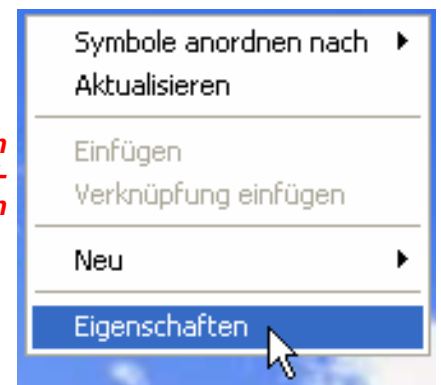 Symbole anordnen nach
Aktualisieren
Einfügen
Verknüpfung einfügen
Neu
Eigenschaften